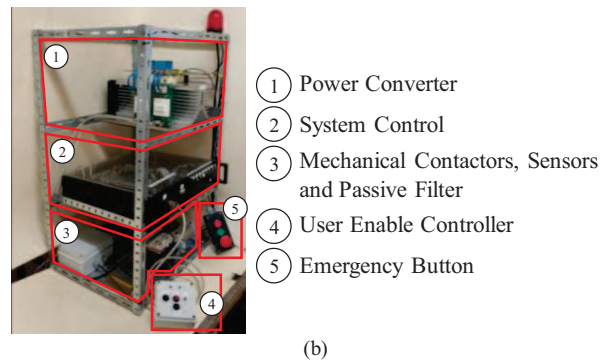 1
2
3
4
5
1 Power Converter
2 System Control
3 Mechanical Contactors, Sensors
and Passive Filter
4 User Enable Controller
5 Emergency Button
(b)